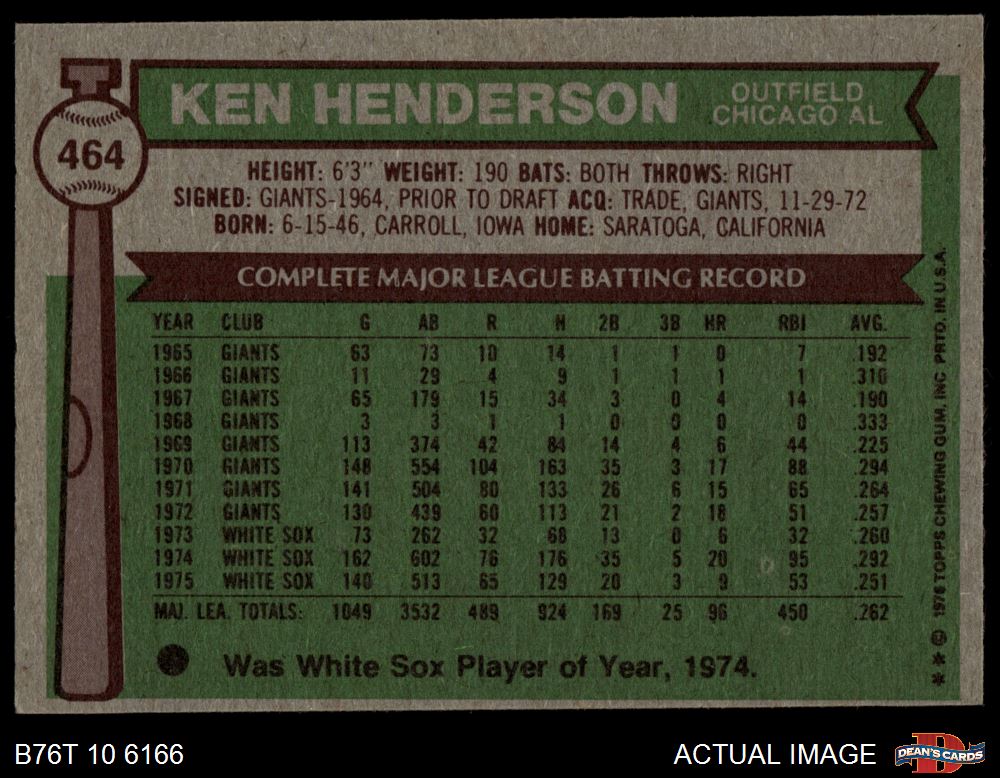 KEN HENDERSON
OUTFIELD
CHICAGO AL
464
HEIGHT: 6'3" WEIGHT: 190 BATS: BOTH THROWS: RIGHT
SIGNED: GIANTS-1964, PRIOR TO DRAFT ACQ: TRADE, GIANTS, 11-29-72
BORN: 6-15-46, CARROLL, IOWA HOME: SARATOGA, CALIFORNIA
COMPLETE MAJOR LEAGUE BATTING RECORD
YEAR CLUB G AB R H 2B 3B HR RBI AVG.
1965 GIANTS 63 73 10 14 1 1 0 7 .192
1966 GIANTS 11 29 4 9 1 1 1 1 .310
1967 GIANTS 65 179 15 34 3 0 4 14 .190
1968 GIANTS 3 3 1 1 0 0 0 0 .333
1969 GIANTS 113 374 42 84 14 4 6 44 .225
1970 GIANTS 148 554 104 163 35 3 17 88 .294
1971 GIANTS 141 504 80 133 26 6 15 65 .264
1972 GIANTS 130 439 60 113 21 2 18 51 .257
1973 WHITE SOX 73 262 32 68 13 0 6 32 .260
1974 WHITE SOX 162 602 76 176 35 5 20 95 .292
1975 WHITE SOX 140 513 65 129 20 3 9 53 .251
MAJ. LEA. TOTALS: 1049 3532 489 924 169 25 96 450 .262
Was White Sox Player of Year, 1974.
* * © 1976 TOPPS CHEWING GUM, INC PRTD. IN U.S.A.
B76T 10 6166
ACTUAL IMAGE
DEAN'S CARDS